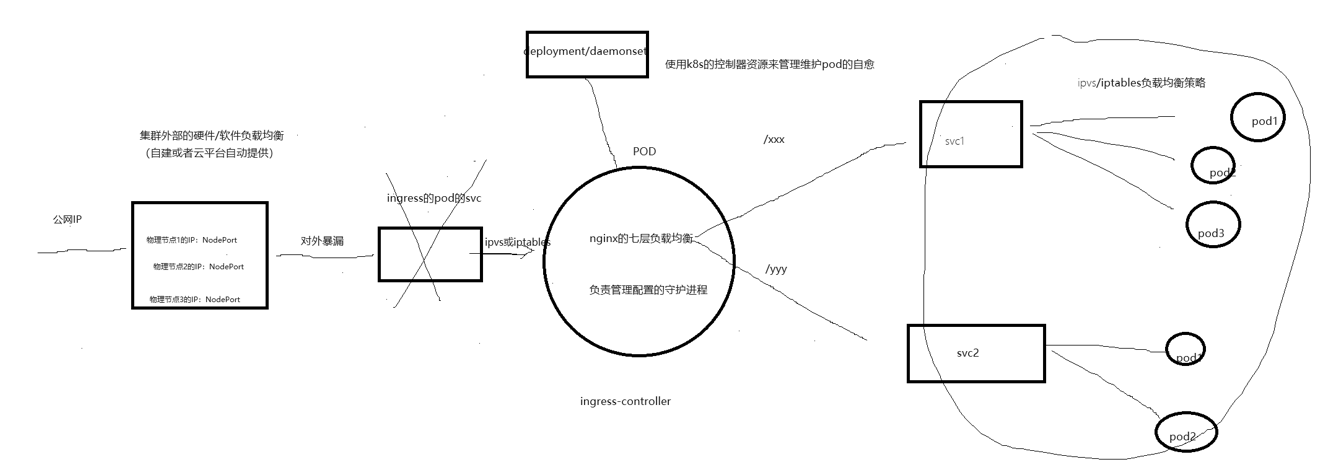 公网IP
集群外部的硬件/软件负载均衡
(自建或者云平台自动提供)
物理节点1的IP: NodePort
物理节点2的IP: NodePort
物理节点3的IP: NodePort
对外暴漏
ingress的pod的svc
ipvs或iptables
deployment/daemonset
使用k8s的控制器资源来管理维护pod的自愈
POD
nginx的七层负载均衡
负责管理配置的守护进程
ingress-controller
/xxx
/yyy
svc1
ipvs/iptables负载均衡策略
pod1
pod2
pod3
svc2
pod1
pod2